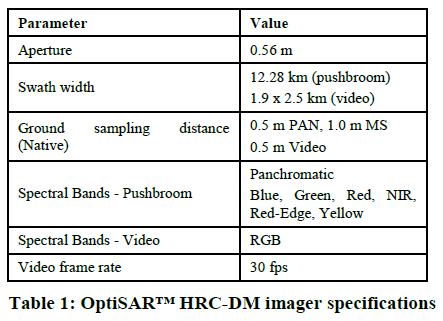 Parameter Value
Aperture 0.56 m
Swath width 12.28 km (pushbroom)
1.9 x 2.5 km (video)
Ground sampling distance (Native) 0.5 m PAN, 1.0 m MS
0.5 m Video
Spectral Bands - Pushbroom Panchromatic
Blue, Green, Red, NIR,
Red-Edge, Yellow
Spectral Bands - Video RGB
Video frame rate 30 fps
Table 1: OptiSAR™ HRC-DM imager specifications